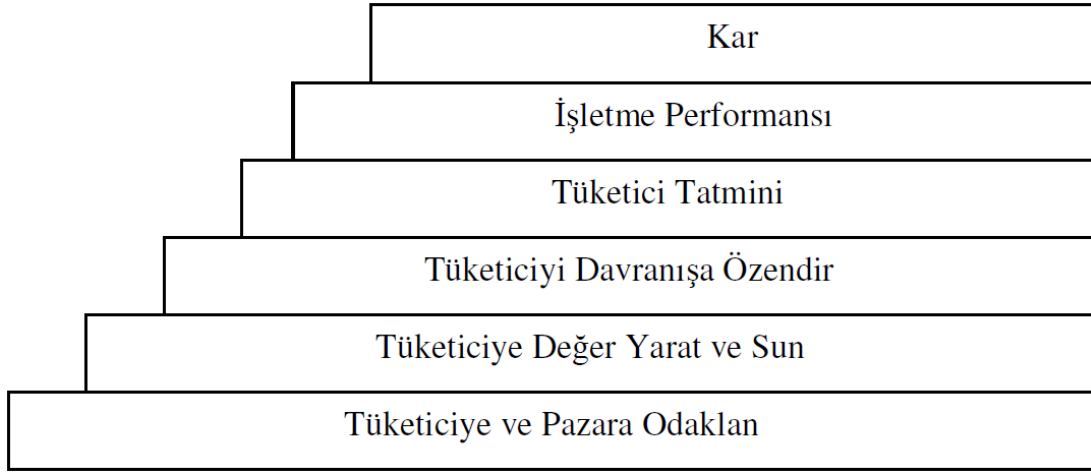 Kar
İşletme Performansı
Tüketici Tatmini
Tüketiciyi Davranışa Özendir
Tüketiciye Değer Yarat ve Sun
Tüketiciye ve Pazara Odaklan